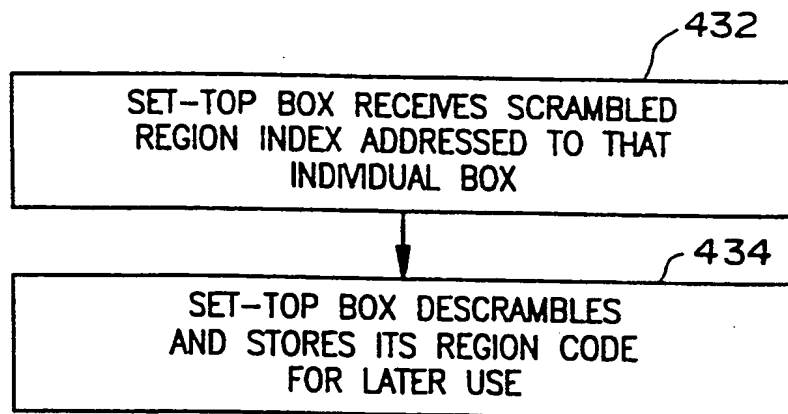 432
SET-TOP BOX RECEIVES SCRAMBLED
REGION INDEX ADDRESSED TO THAT
INDIVIDUAL BOX
434
SET-TOP BOX DESCRAMBLES
AND STORES ITS REGION CODE
FOR LATER USE